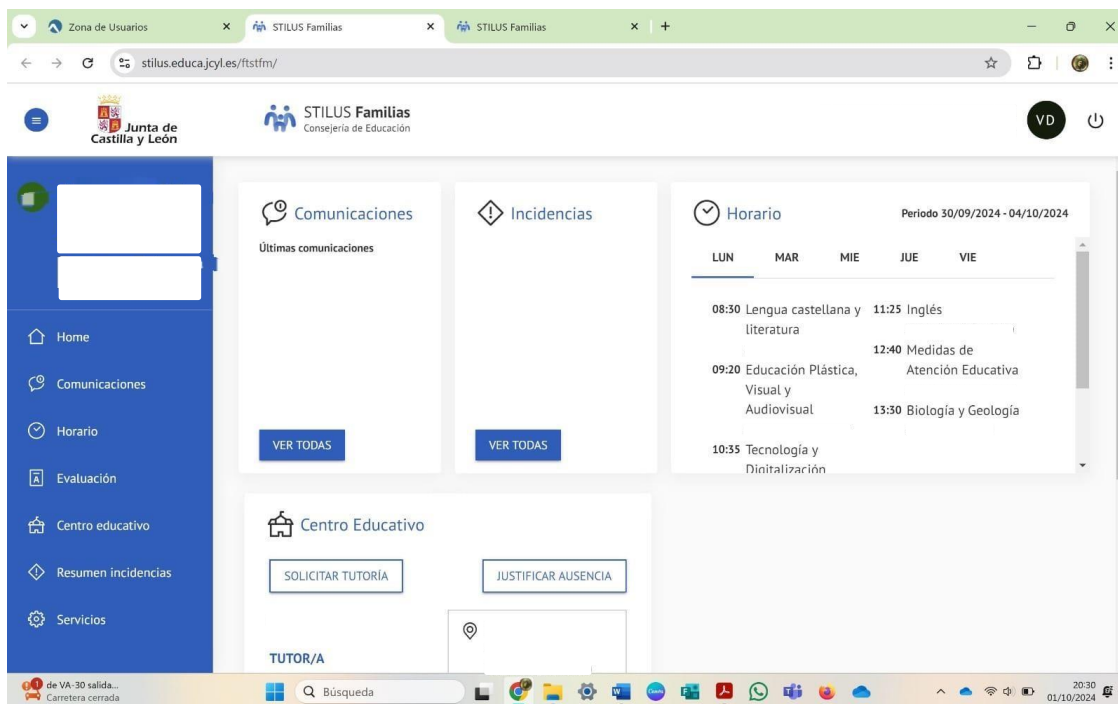 Zona de Usuarios
STILUS Familias
STILUS Familias
stilus.educa.jcyl.es/ftstfm/
Junta de
Castilla y León
STILUS Familias
Consejería de Educación
VD
Home
Comunicaciones
Horario
Evaluación
Centro educativo
Resumen incidencias
Servicios
Comunicaciones
Últimas comunicaciones
VER TODAS
Incidencias
VER TODAS
Horario
Periodo 30/09/2024 - 04/10/2024
LUN MAR MIE JUE VIE
08:30 Lengua castellana y
literatura
09:20 Educación Plástica,
Visual y
Audiovisual
10:35 Tecnología y
Digitalización
11:25 Inglés
12:40 Medidas de
Atención Educativa
13:30 Biología y Geología
Centro Educativo
SOLICITAR TUTORÍA
JUSTIFICAR AUSENCIA
TUTOR/A
1
de VA-30 salida...
Carretera cerrada
Búsqueda
20:30
01/10/2024